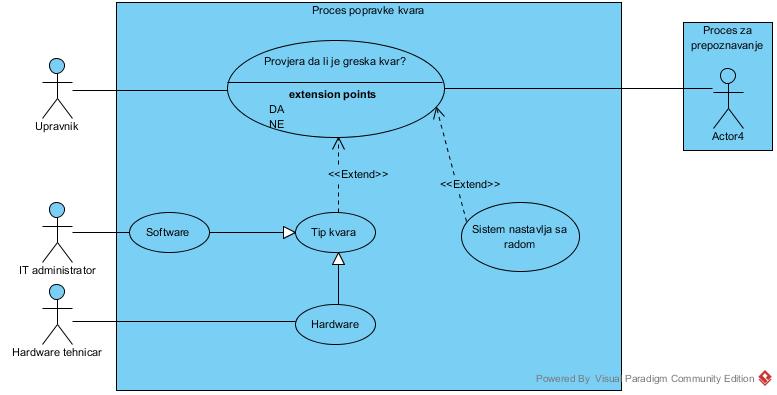 Proces popravke kvara
Proces za
prepoznavanje
Provjera da li je greska kvar?
extension points
DA
NE
Upravnik
Actor4
<<Extend>>
<<Extend>>
Software
Tip kvara
Sistem nastavlja sa
radom
IT administrator
Hardware
Hardware tehnicar
Powered By Visual Paradigm Community Edition